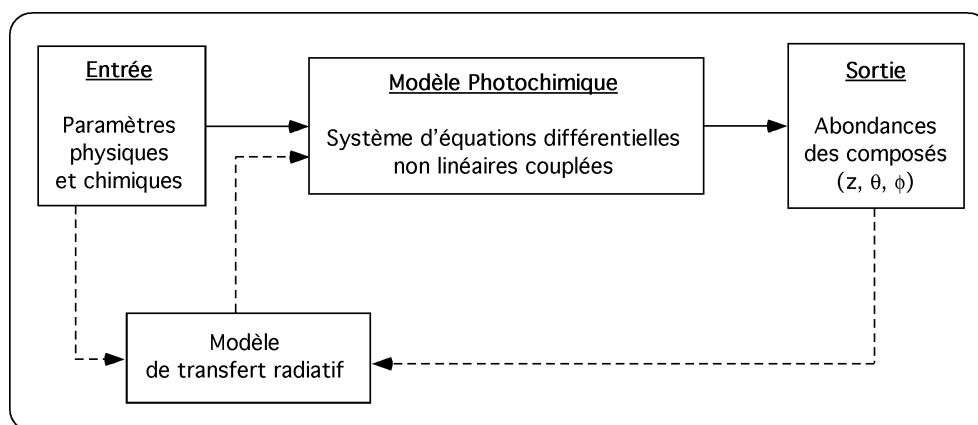 Entrée
Paramètres
physiques
et chimiques
Modèle Photochimique
Système d'équations différentielles
non linéaires couplées
Sortie
Abondances
des composés
(z, θ, ϕ)
Modèle
de transfert radiatif